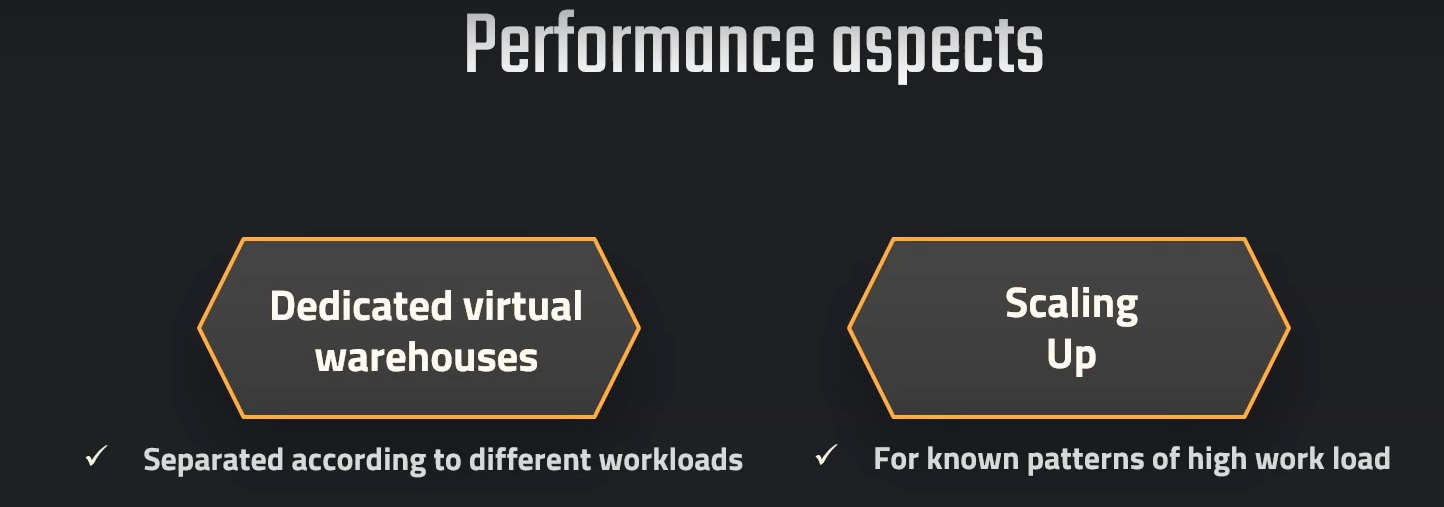 Performance aspects
Dedicated virtual
warehouses
Scaling
Up
✓ Separated according to different workloads
✓ For known patterns of high work load